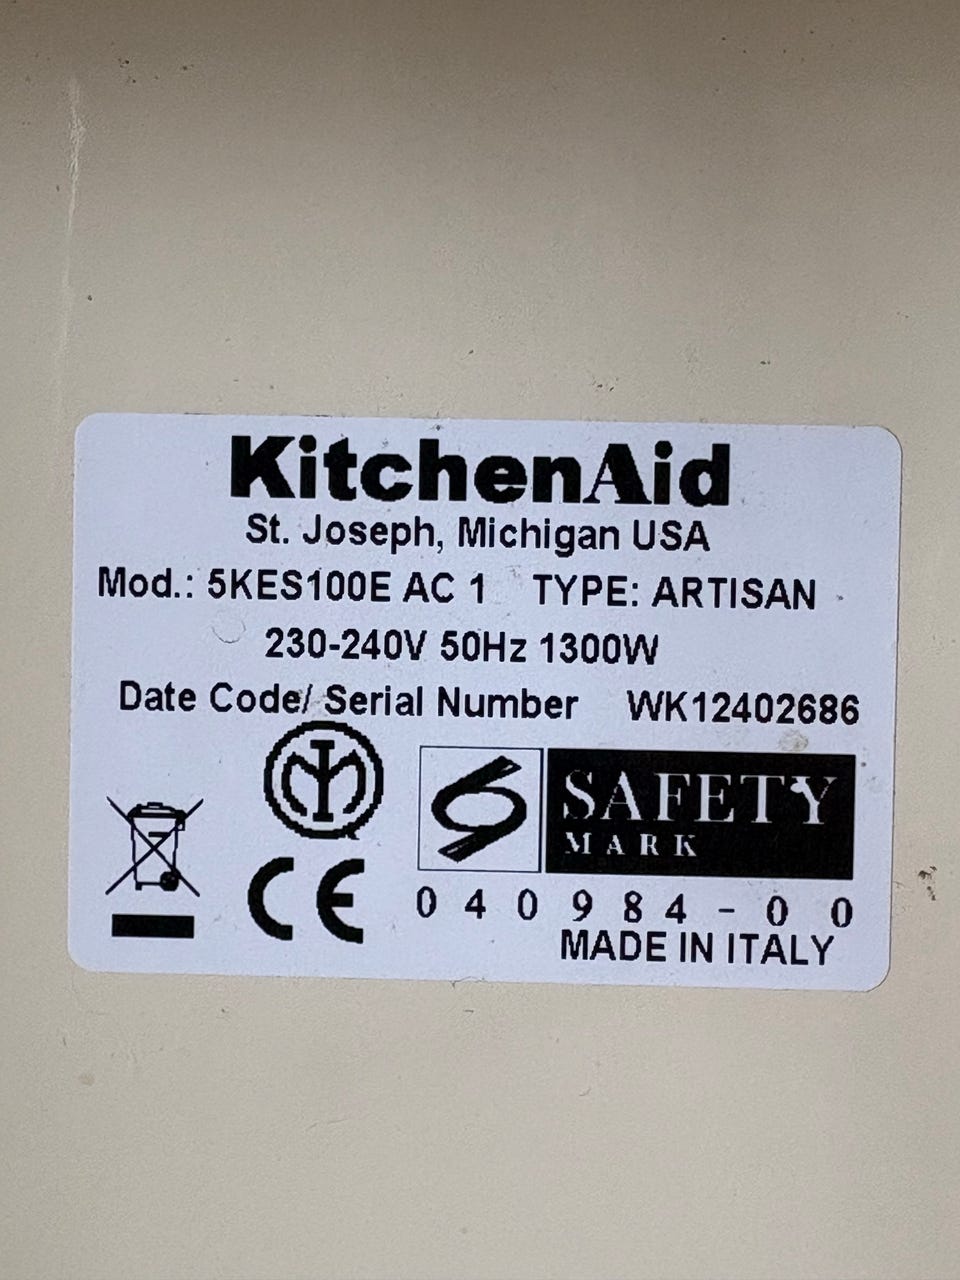 KitchenAid
St. Joseph, Michigan USA
Mod.: 5KES100E AC 1 TYPE: ARTISAN
230-240V 50Hz 1300W
Date Code/ Serial Number WK12402686
SAFETY
MARK
CE
040984-00
MADE IN ITALY